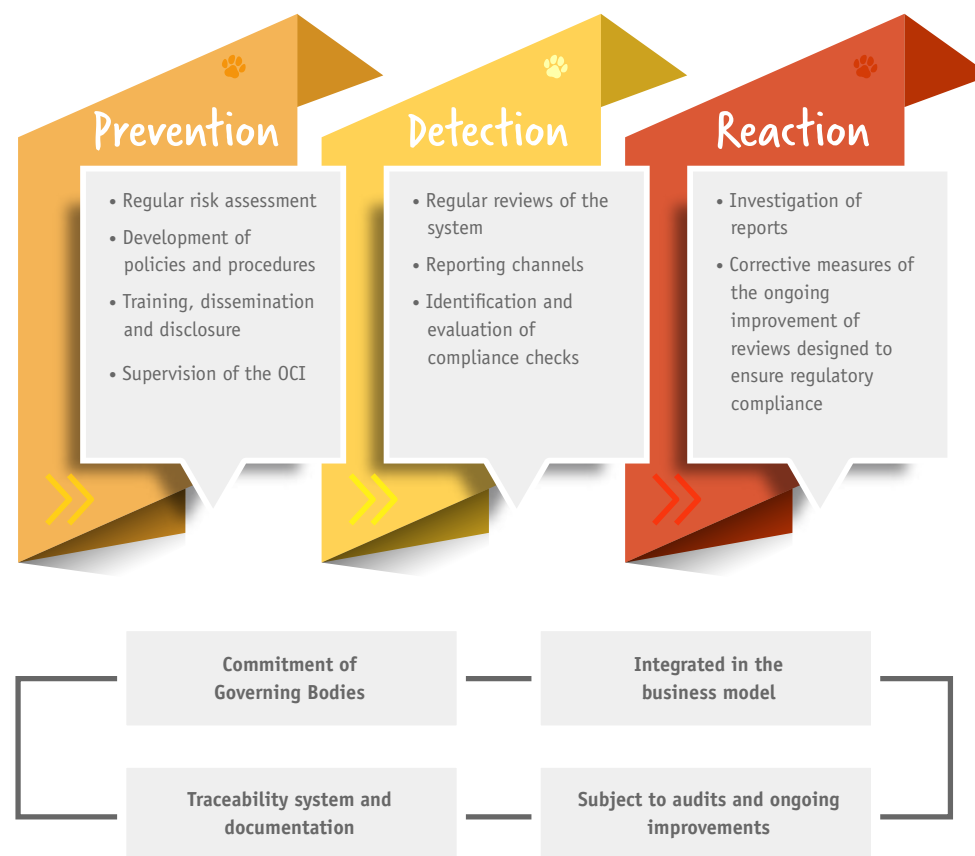 Prevention
• Regular risk assessment
• Development of
policies and procedures
• Training, dissemination
and disclosure
• Supervision of the OCI
Detection
• Regular reviews of the
system
• Reporting channels
• Identification and
evaluation of
compliance checks
Reaction
• Investigation of
reports
• Corrective measures of
the ongoing
improvement of
reviews designed to
ensure regulatory
compliance
Commitment of
Governing Bodies
Integrated in the
business model
Traceability system and
documentation
Subject to audits and ongoing
improvements